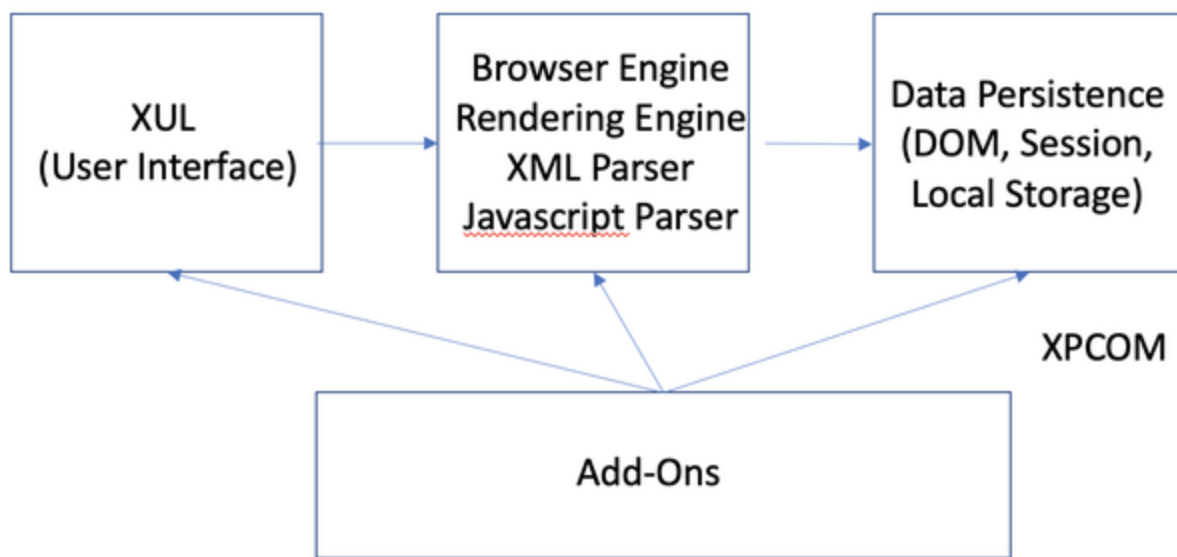 XUL
(User Interface)
Browser Engine
Rendering Engine
XML Parser
Javascript Parser
Data Persistence
(DOM, Session,
Local Storage)
XPCOM
Add-Ons